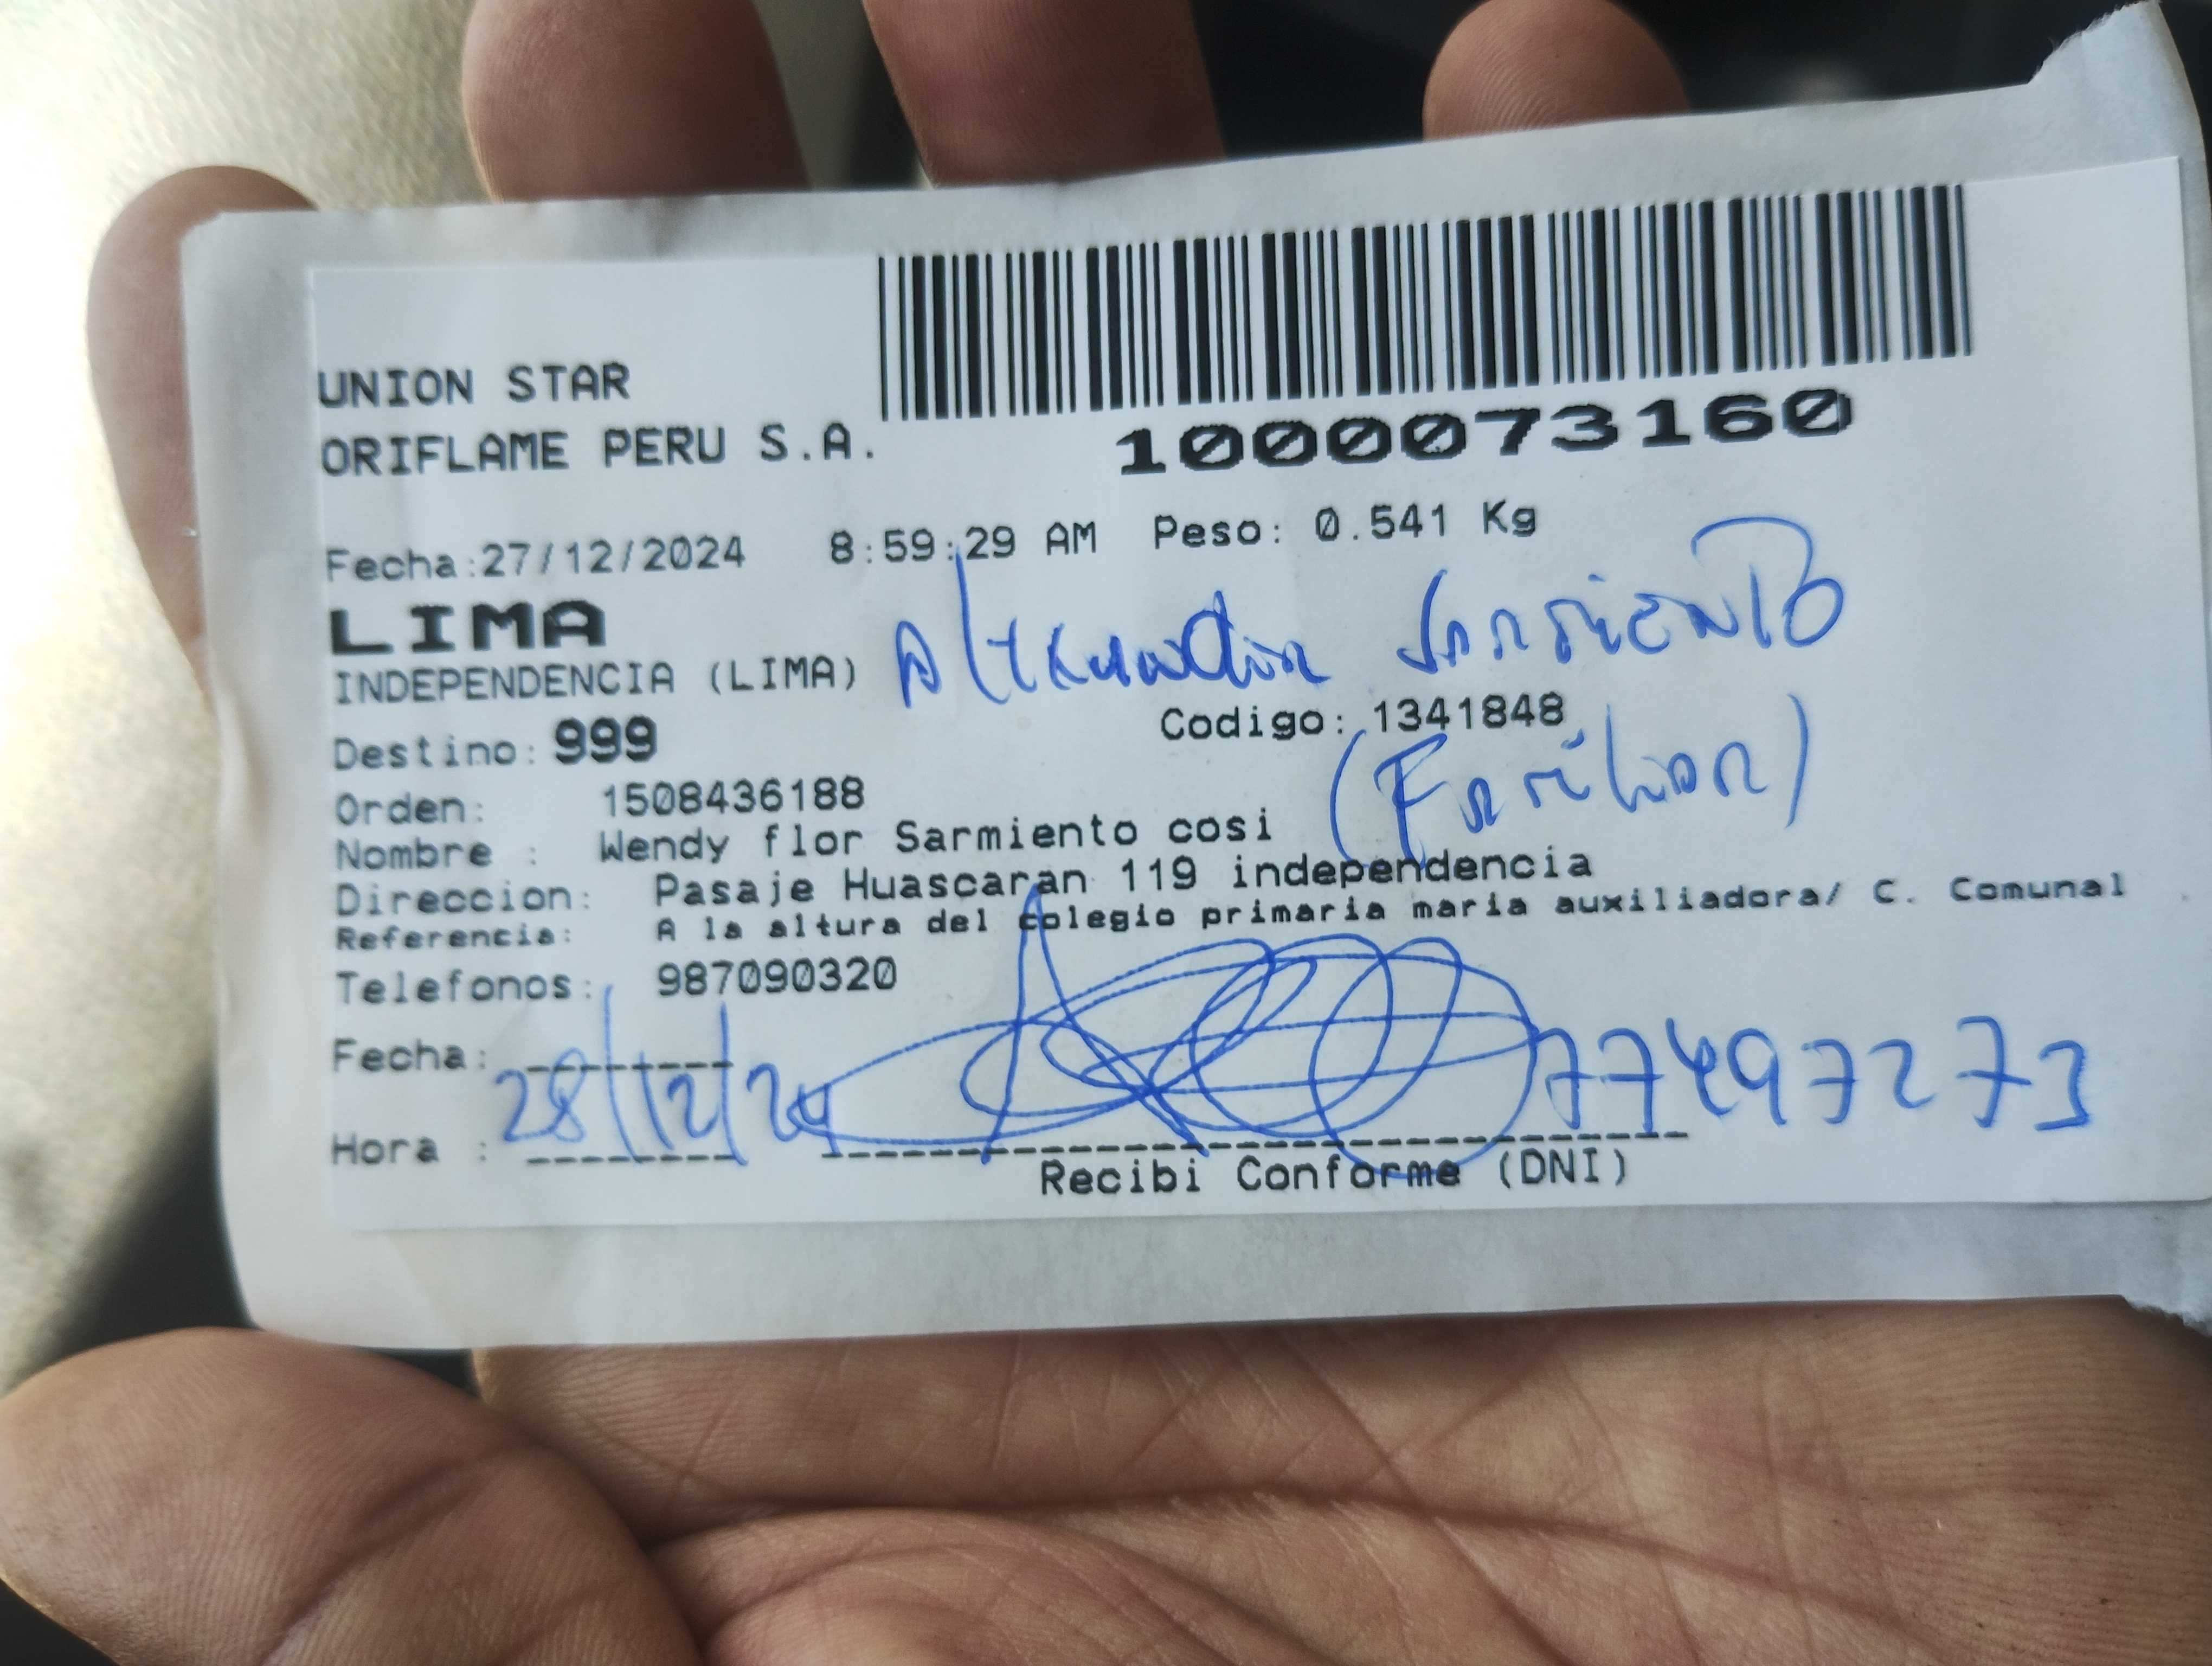 UNION STAR
ORIFLAME PERU S.A.
1000073160
Fecha:27/12/2024 8:59:29 AM Peso: 0.541 Kg
LIMA
INDEPENDENCIA (LIMA)
Sarmiento
Destino: 999 Codigo: 1341848
(Familiar)
Orden: 1508436188
Nombre : Wendy flor Sarmiento cosi
Direccion: Pasaje Huascaran 119 independencia
Referencia: A la altura del colegio primaria maria auxiliadora/ C. Comunal
Telefonos: 987090320
Fecha:
28/12/24 77497273
Hora :
Recibi Conforme (DNI)